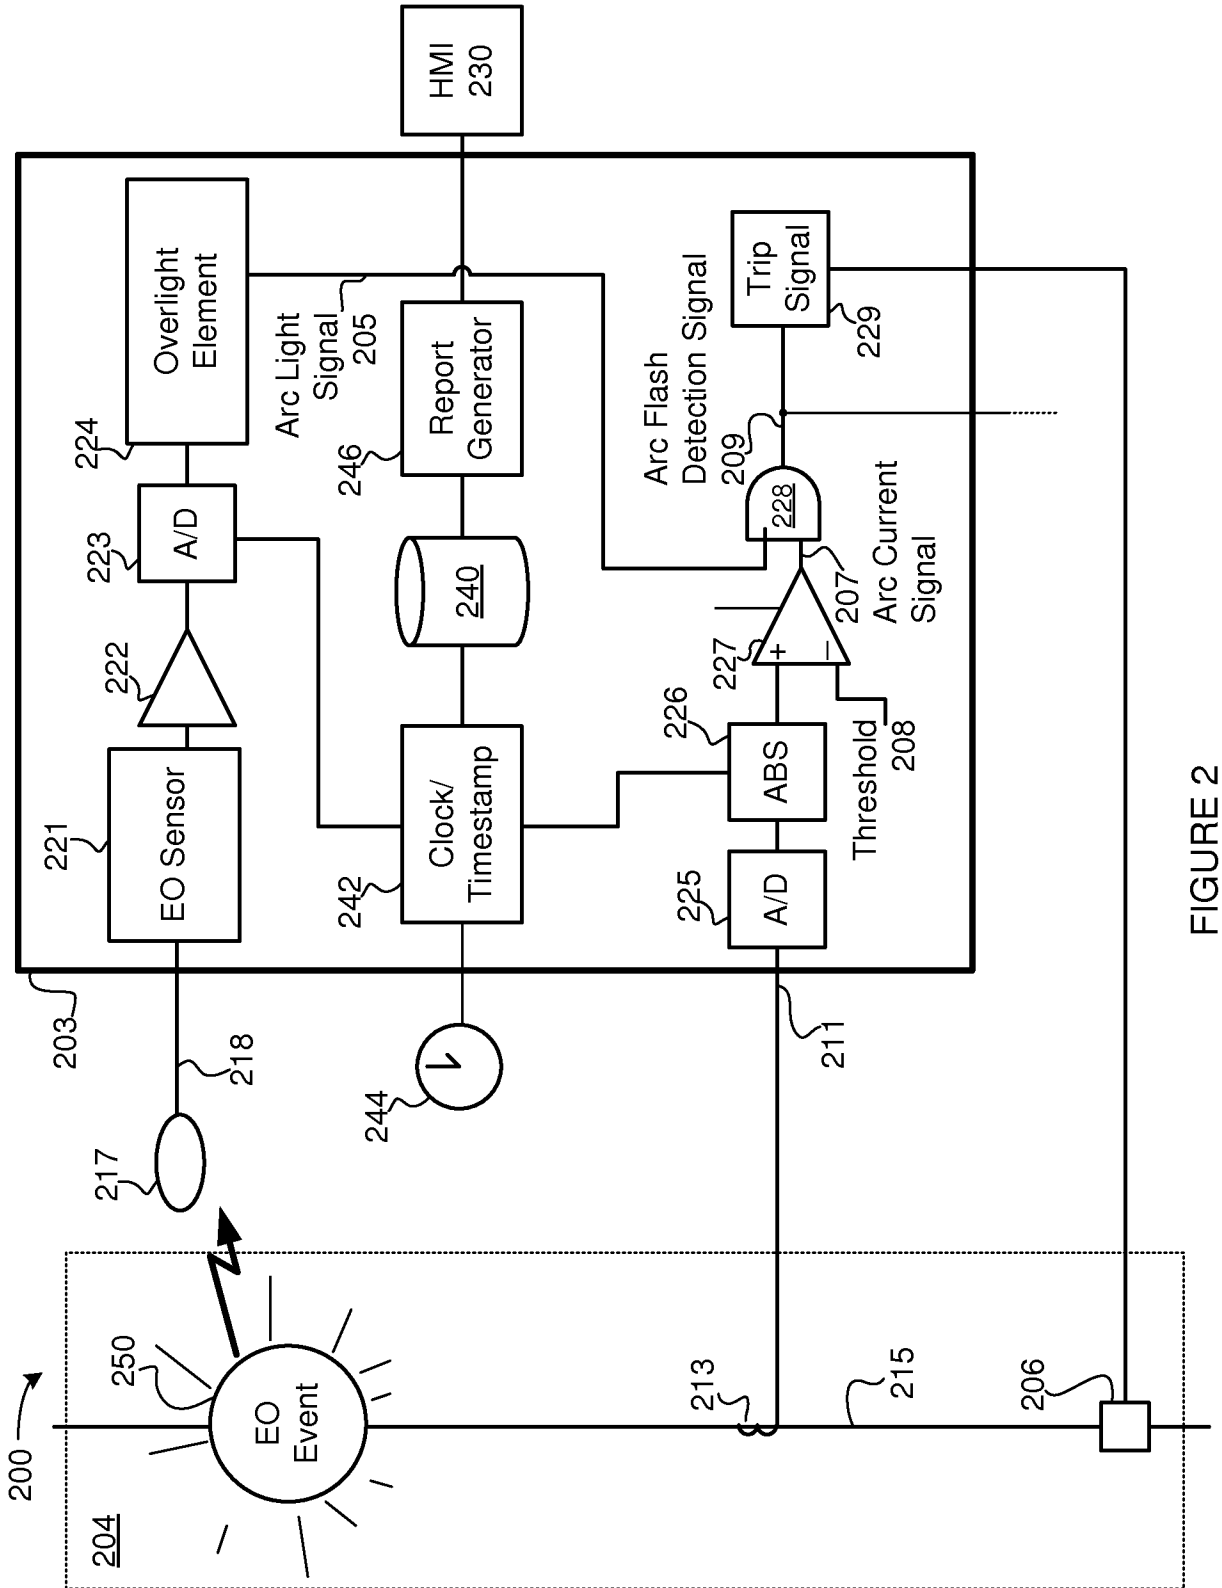 200
204
250
EO
Event
217
218
203
221
EO Sensor
222
223
A/D
224
Overlight
Element
Arc Light
Signal
205
244
242
Clock/
Timestamp
240
246
Report
Generator
HMI
230
213
215
206
211
225
A/D
226
ABS
Threshold
208
227
+
–
207
Arc Current
Signal
228
209
Arc Flash
Detection Signal
Trip
Signal
229
FIGURE 2